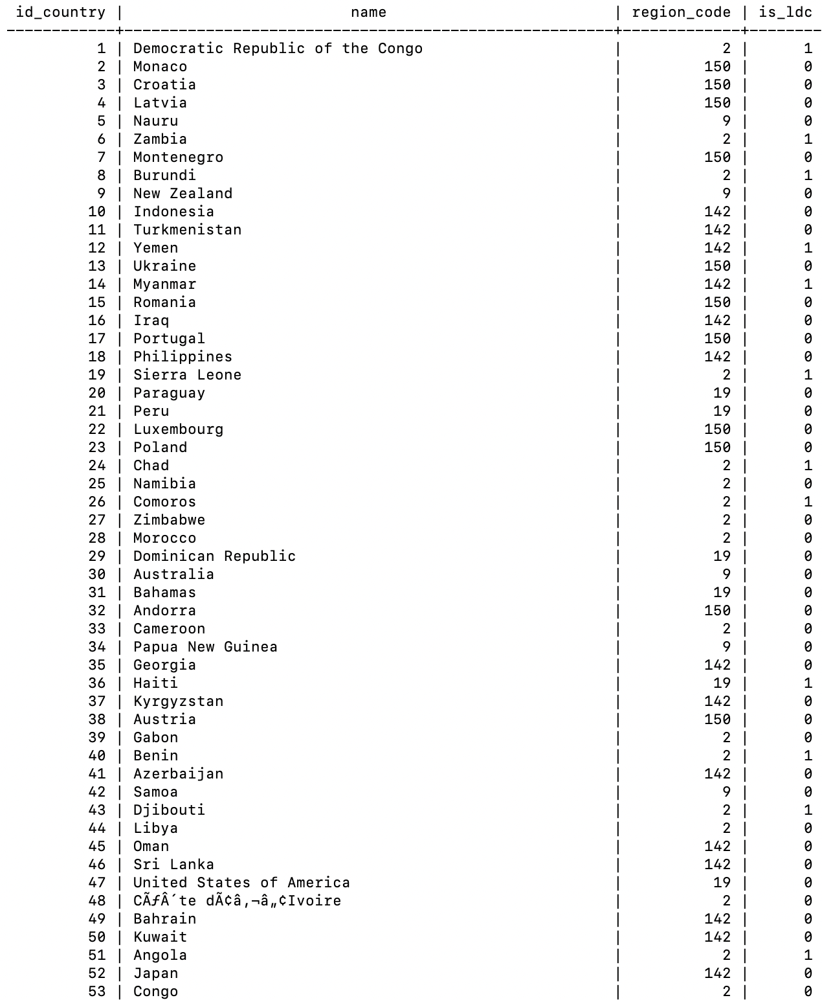 id_country | name | region_code | is_ldc
------------+------------------------------------------------------+-------------+--------
1 | Democratic Republic of the Congo | 2 | 1
2 | Monaco | 150 | 0
3 | Croatia | 150 | 0
4 | Latvia | 150 | 0
5 | Nauru | 9 | 0
6 | Zambia | 2 | 1
7 | Montenegro | 150 | 0
8 | Burundi | 2 | 1
9 | New Zealand | 9 | 0
10 | Indonesia | 142 | 0
11 | Turkmenistan | 142 | 0
12 | Yemen | 142 | 1
13 | Ukraine | 150 | 0
14 | Myanmar | 142 | 1
15 | Romania | 150 | 0
16 | Iraq | 142 | 0
17 | Portugal | 150 | 0
18 | Philippines | 142 | 0
19 | Sierra Leone | 2 | 1
20 | Paraguay | 19 | 0
21 | Peru | 19 | 0
22 | Luxembourg | 150 | 0
23 | Poland | 150 | 0
24 | Chad | 2 | 1
25 | Namibia | 2 | 0
26 | Comoros | 2 | 1
27 | Zimbabwe | 2 | 0
28 | Morocco | 2 | 0
29 | Dominican Republic | 19 | 0
30 | Australia | 9 | 0
31 | Bahamas | 19 | 0
32 | Andorra | 150 | 0
33 | Cameroon | 2 | 0
34 | Papua New Guinea | 9 | 0
35 | Georgia | 142 | 0
36 | Haiti | 19 | 1
37 | Kyrgyzstan | 142 | 0
38 | Austria | 150 | 0
39 | Gabon | 2 | 0
40 | Benin | 2 | 1
41 | Azerbaijan | 142 | 0
42 | Samoa | 9 | 0
43 | Djibouti | 2 | 1
44 | Libya | 2 | 0
45 | Oman | 142 | 0
46 | Sri Lanka | 142 | 0
47 | United States of America | 19 | 0
48 | CÃƒÂ´te dÃ¢â‚¬â„¢Ivoire | 2 | 0
49 | Bahrain | 142 | 0
50 | Kuwait | 142 | 0
51 | Angola | 2 | 1
52 | Japan | 142 | 0
53 | Congo | 2 | 0